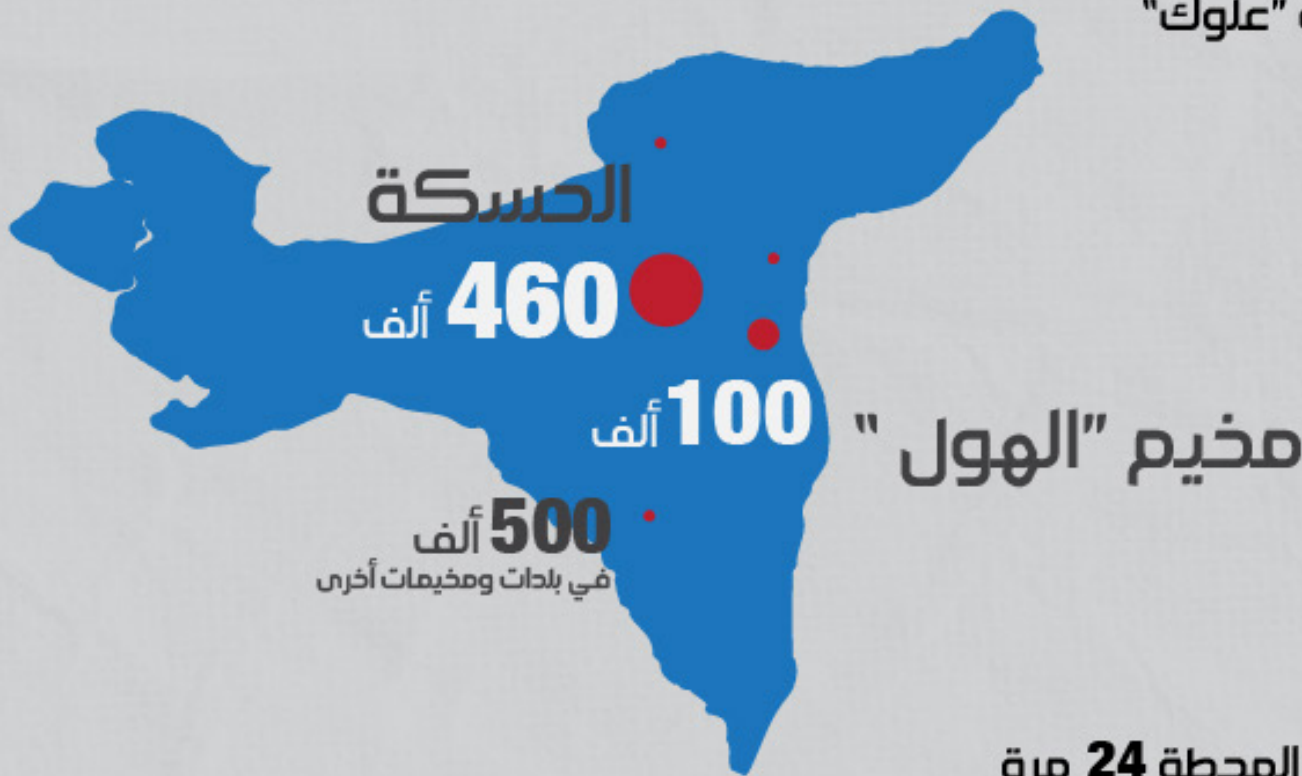 "علوك"
الحسكة
460 ألف
100 ألف
مخيم "الهول "
500 ألف
في بلدات ومخيمات أخرى
المحطة 24 مرة